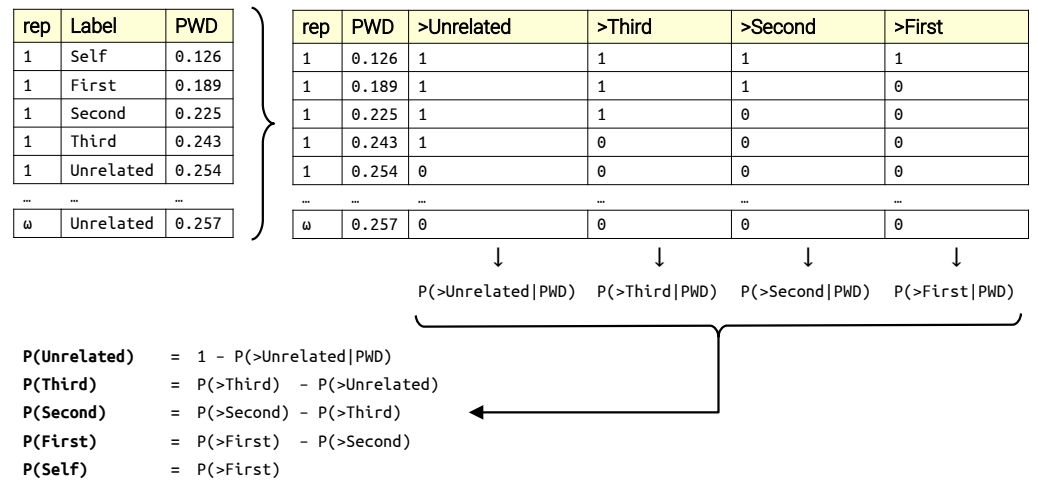 rep Label PWD
1 Self 0.126
1 First 0.189
1 Second 0.225
1 Third 0.243
1 Unrelated 0.254
… … …
ω Unrelated 0.257
rep PWD >Unrelated >Third >Second >First
1 0.126 1 1 1 1
1 0.189 1 1 1 0
1 0.225 1 1 0 0
1 0.243 1 0 0 0
1 0.254 0 0 0 0
… … … … … …
ω 0.257 0 0 0 0
↓ ↓ ↓ ↓
P(>Unrelated|PWD) P(>Third|PWD) P(>Second|PWD) P(>First|PWD)
P(Unrelated) = 1 – P(>Unrelated|PWD)
P(Third) = P(>Third) – P(>Unrelated)
P(Second) = P(>Second) – P(>Third)
P(First) = P(>First) – P(>Second)
P(Self) = P(>First)